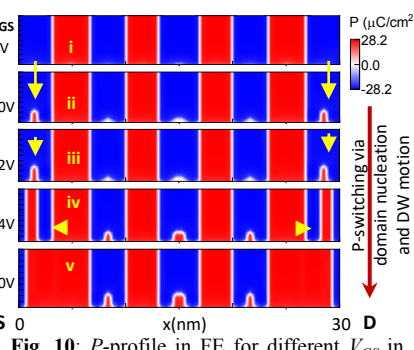 GS
P (μC/cm²
V
i
28.2
0.0
-28.2
0V
ii
2V
iii
4V
iv
0V
v
P-switching via
domain nucleation
and DW motion
S 0 x(nm) 30 D
Fig. 10: P-profile in FE for different V_GS in